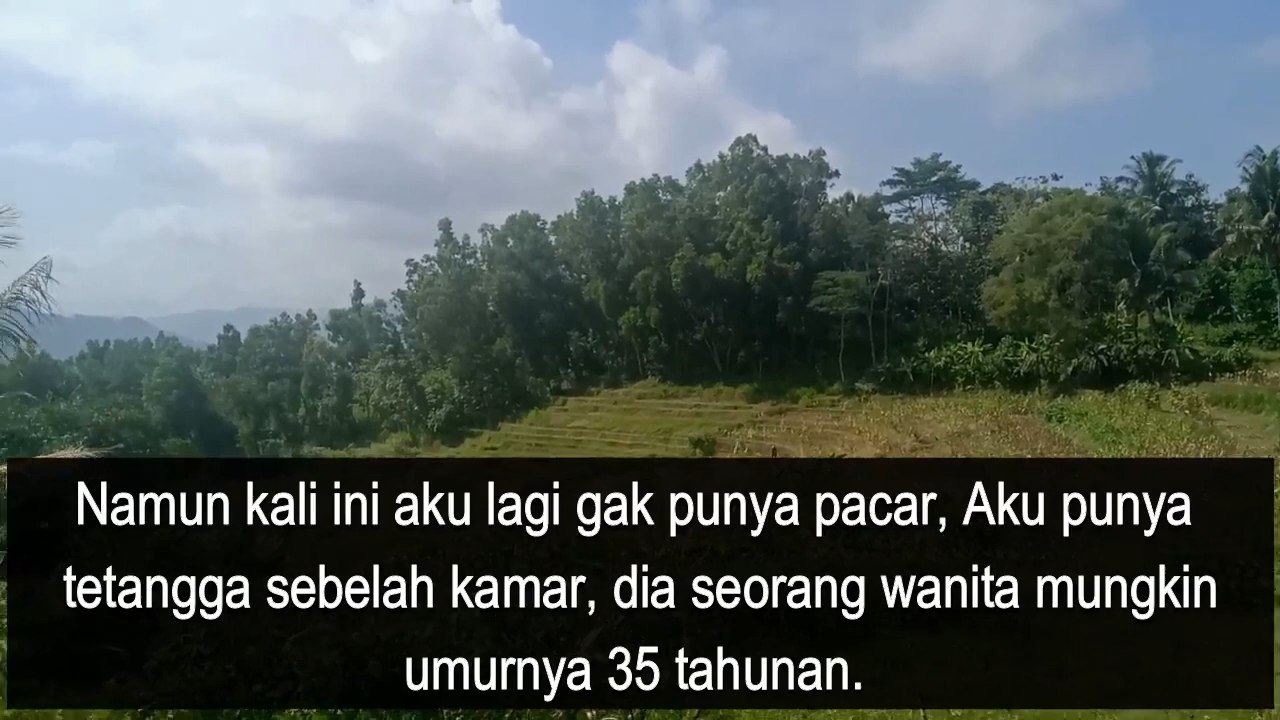 Namun kali ini aku lagi gak punya pacar, Aku punya
tetangga sebelah kamar, dia seorang wanita mungkin
umurnya 35 tahunan.